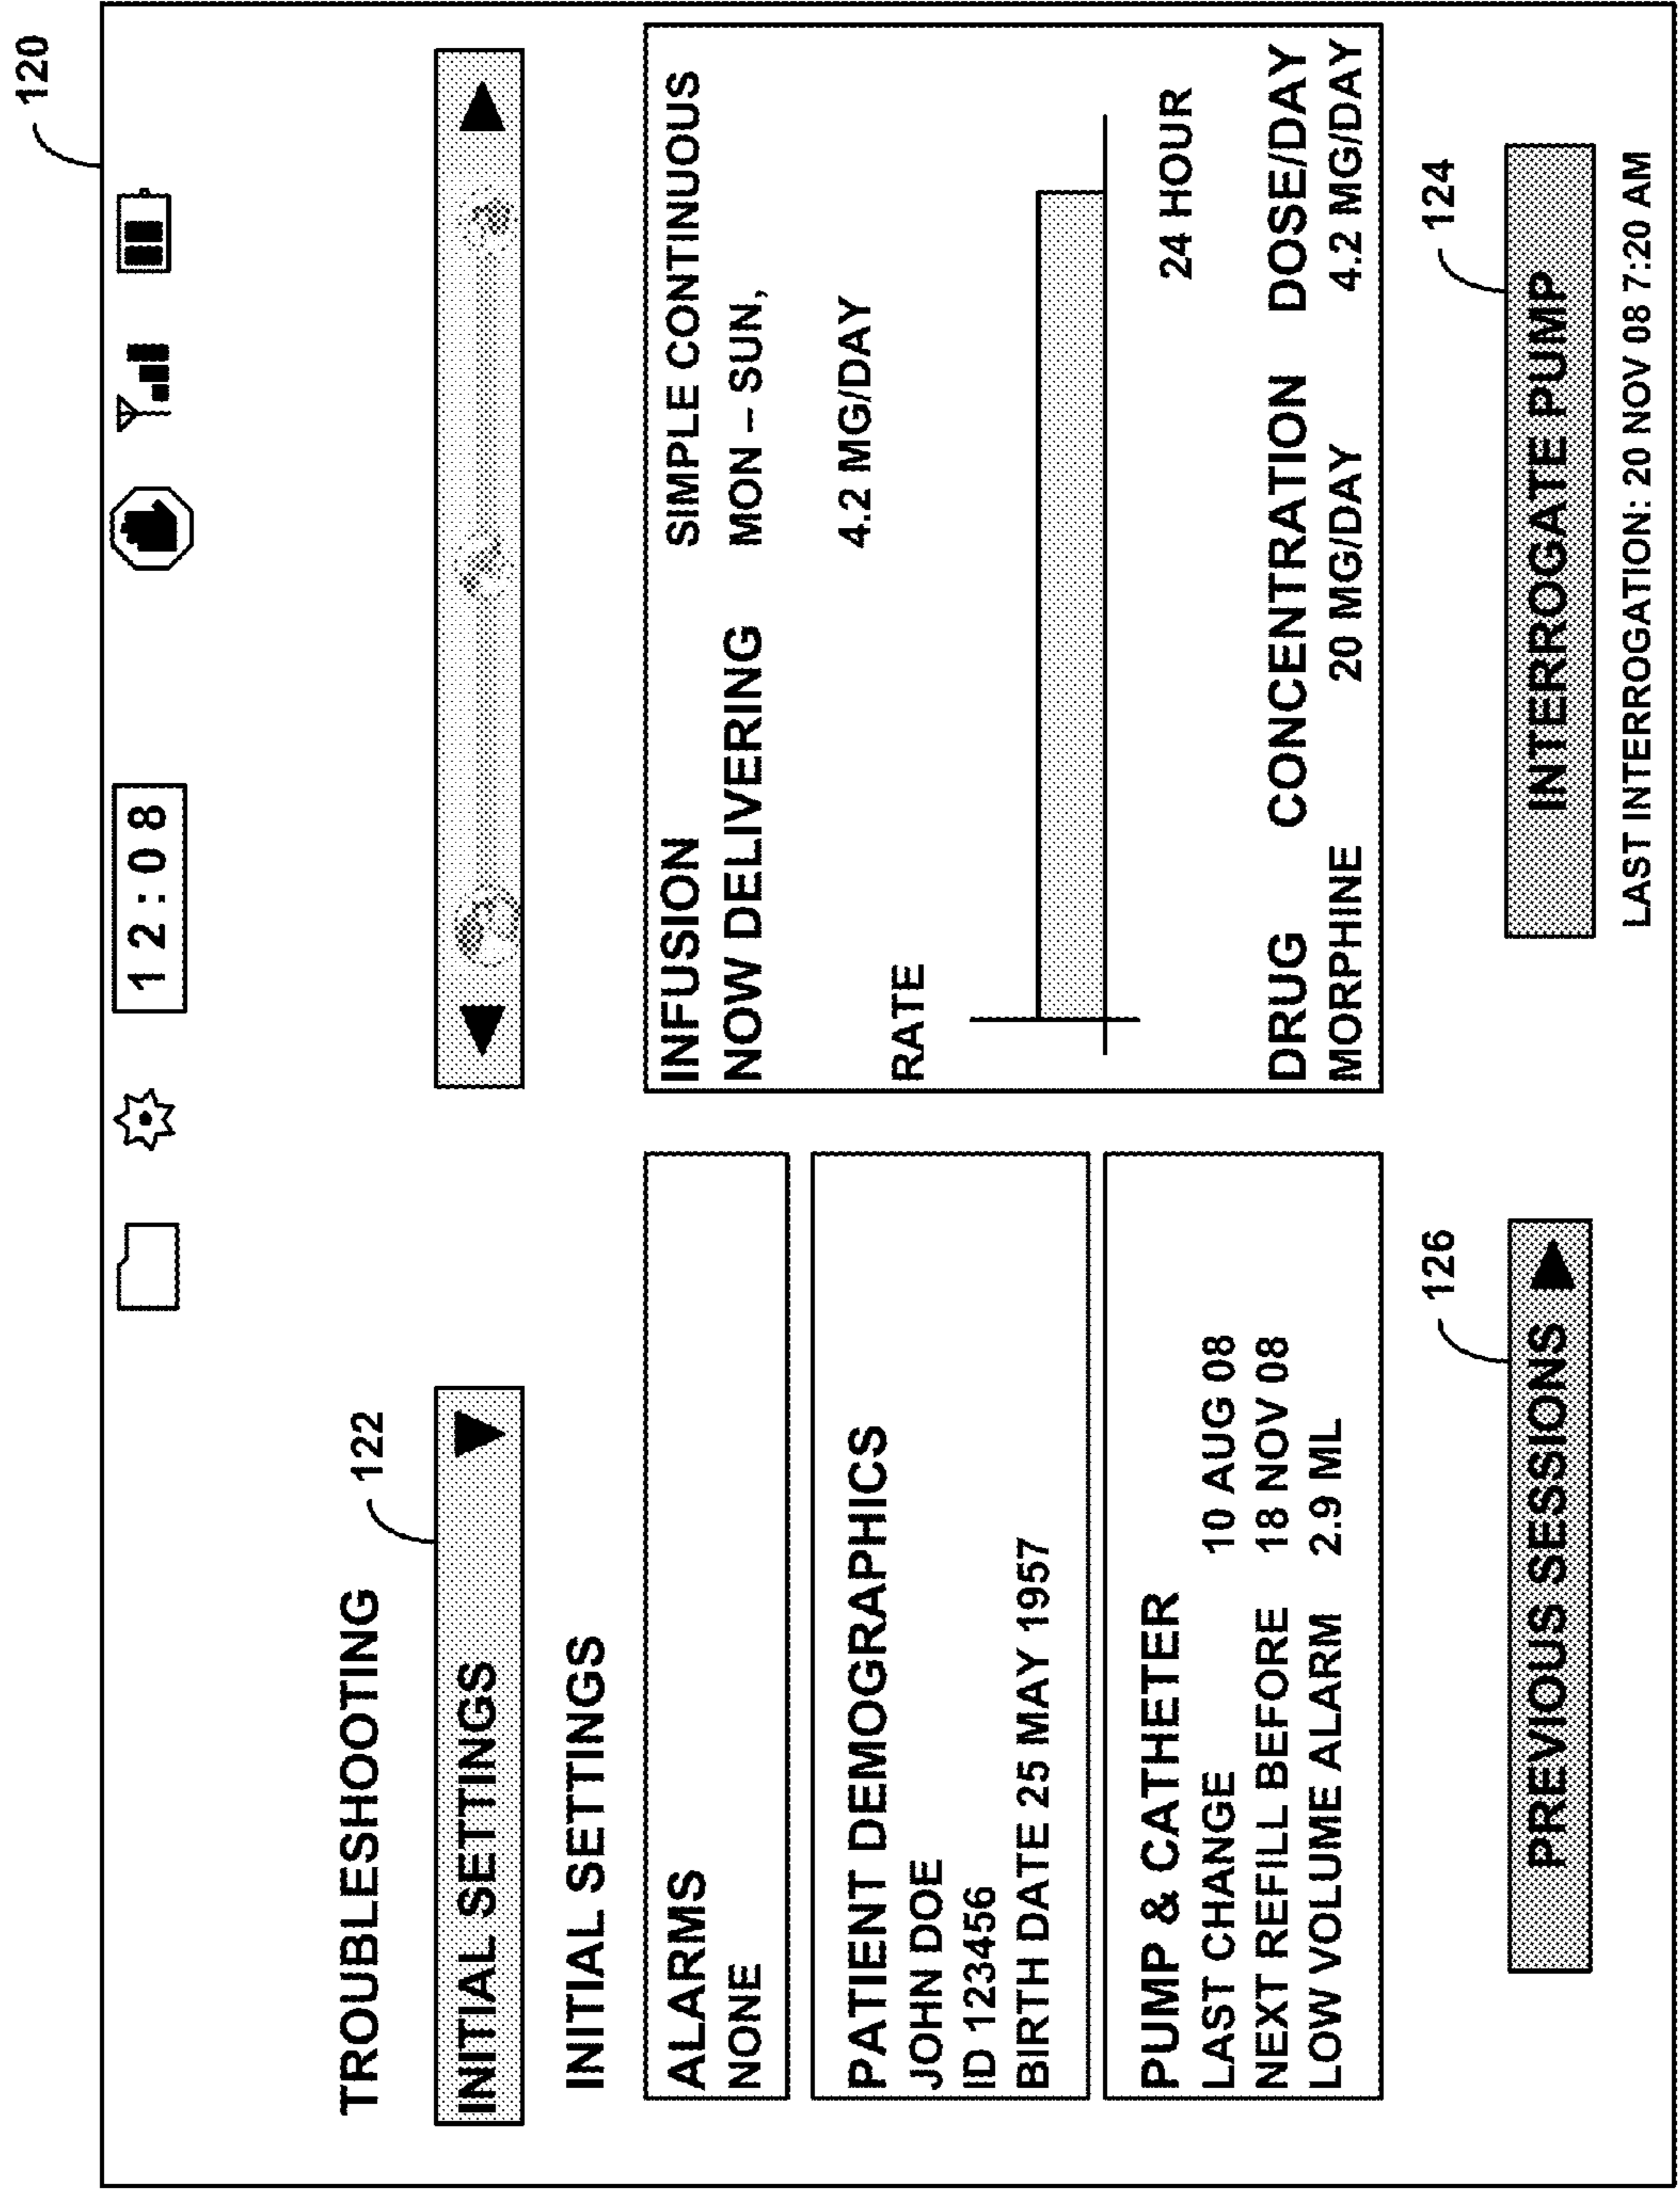 120
12:08
TROUBLESHOOTING
122
INITIAL SETTINGS
INITIAL SETTINGS
ALARMS
NONE
PATIENT DEMOGRAPHICS
JOHN DOE
ID 123456
BIRTH DATE 25 MAY 1957
PUMP & CATHETER
LAST CHANGE 10 AUG 08
NEXT REFILL BEFORE 18 NOV 08
LOW VOLUME ALARM 2.9 ML
126
PREVIOUS SESSIONS
INFUSION SIMPLE CONTINUOUS
NOW DELIVERING MON – SUN,
4.2 MG/DAY
RATE
24 HOUR
DRUG CONCENTRATION DOSE/DAY
MORPHINE 20 MG/DAY 4.2 MG/DAY
124
INTERROGATE PUMP
LAST INTERROGATION: 20 NOV 08 7:20 AM